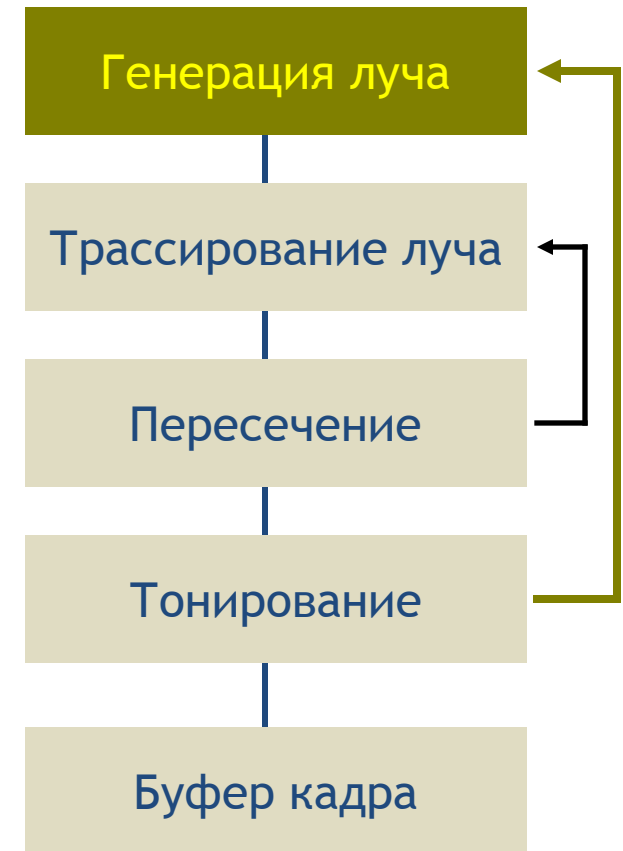 Генерация луча
Трассирование луча
Пересечение
Тонирование
Буфер кадра